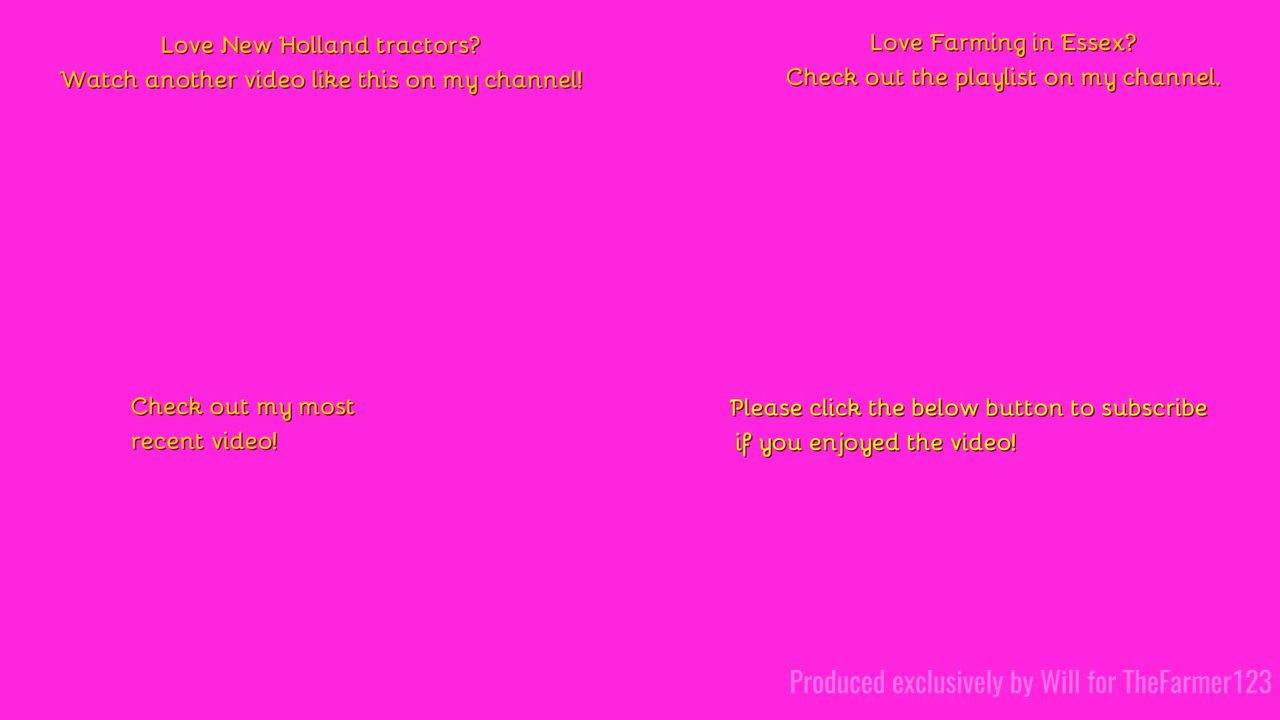 Love New Holland tractors?
Watch another video like this on my channel!
Love Farming in Essex?
Check out the playlist on my channel.
Check out my most
recent video!
Please click the below button to subscribe
if you enjoyed the video!
Produced exclusively by Will for TheFarmer123